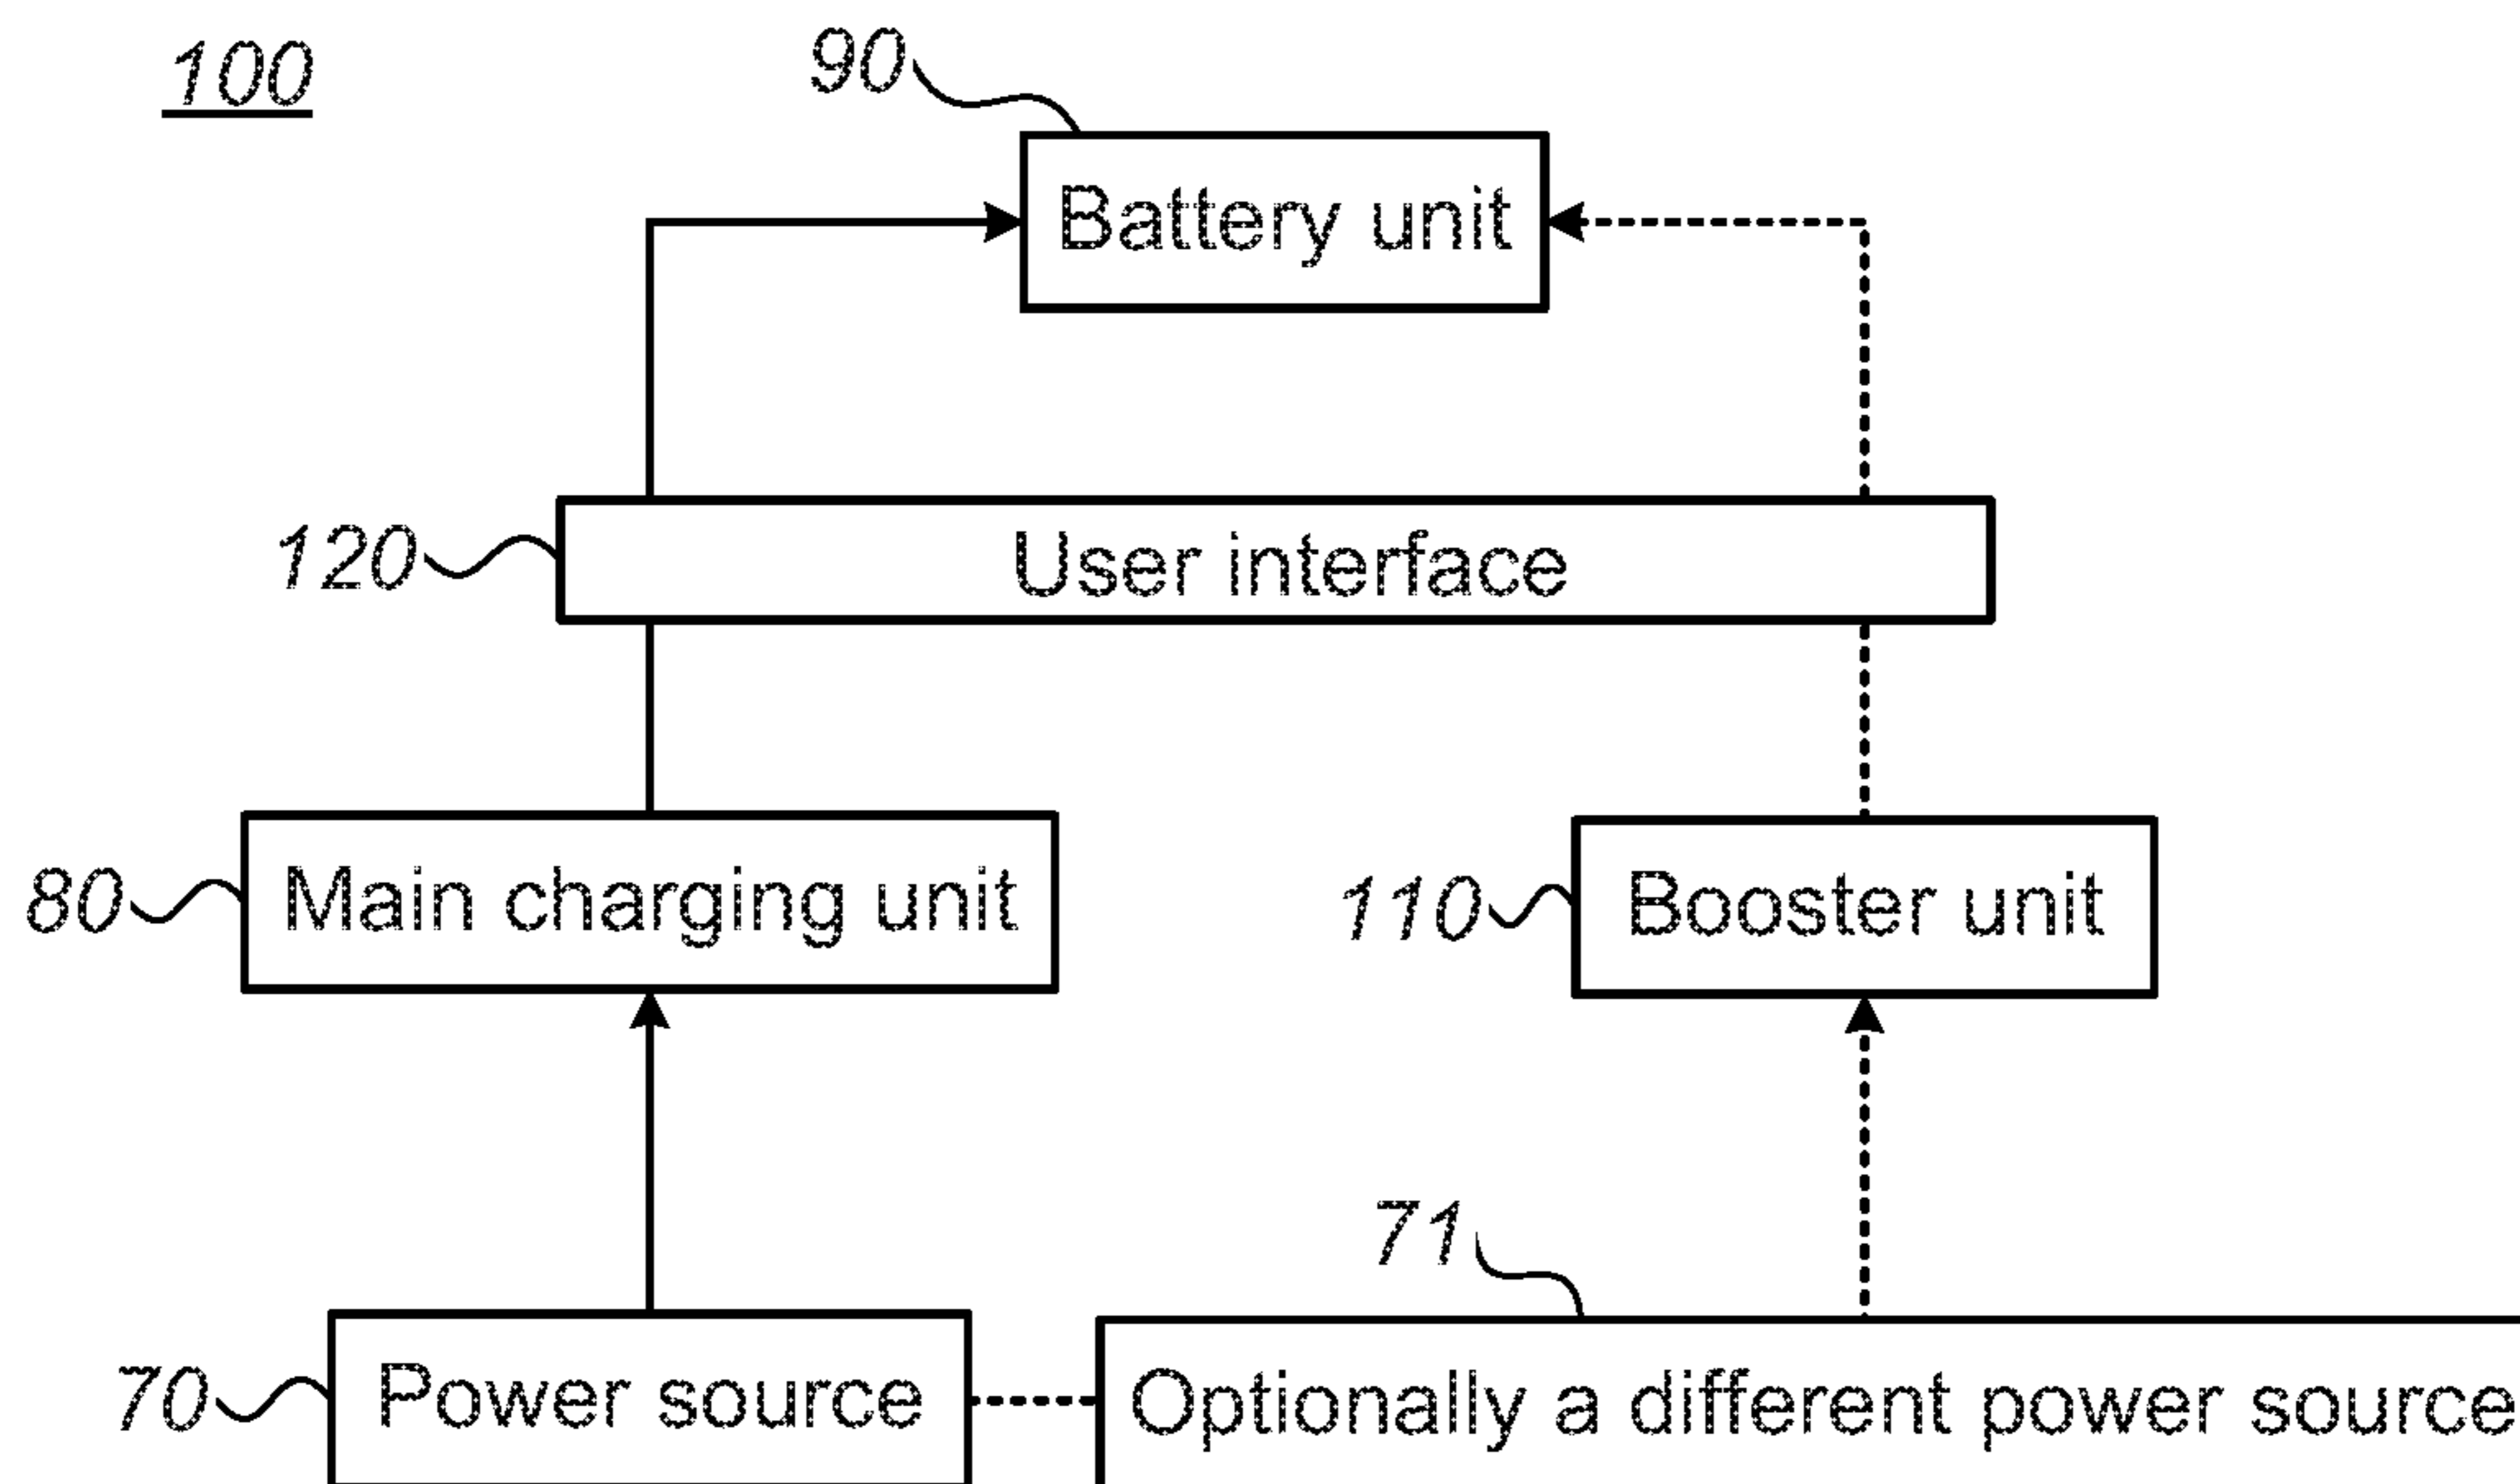 100
90
Battery unit
120
User interface
80
Main charging unit
110
Booster unit
71
70
Power source
Optionally a different power source